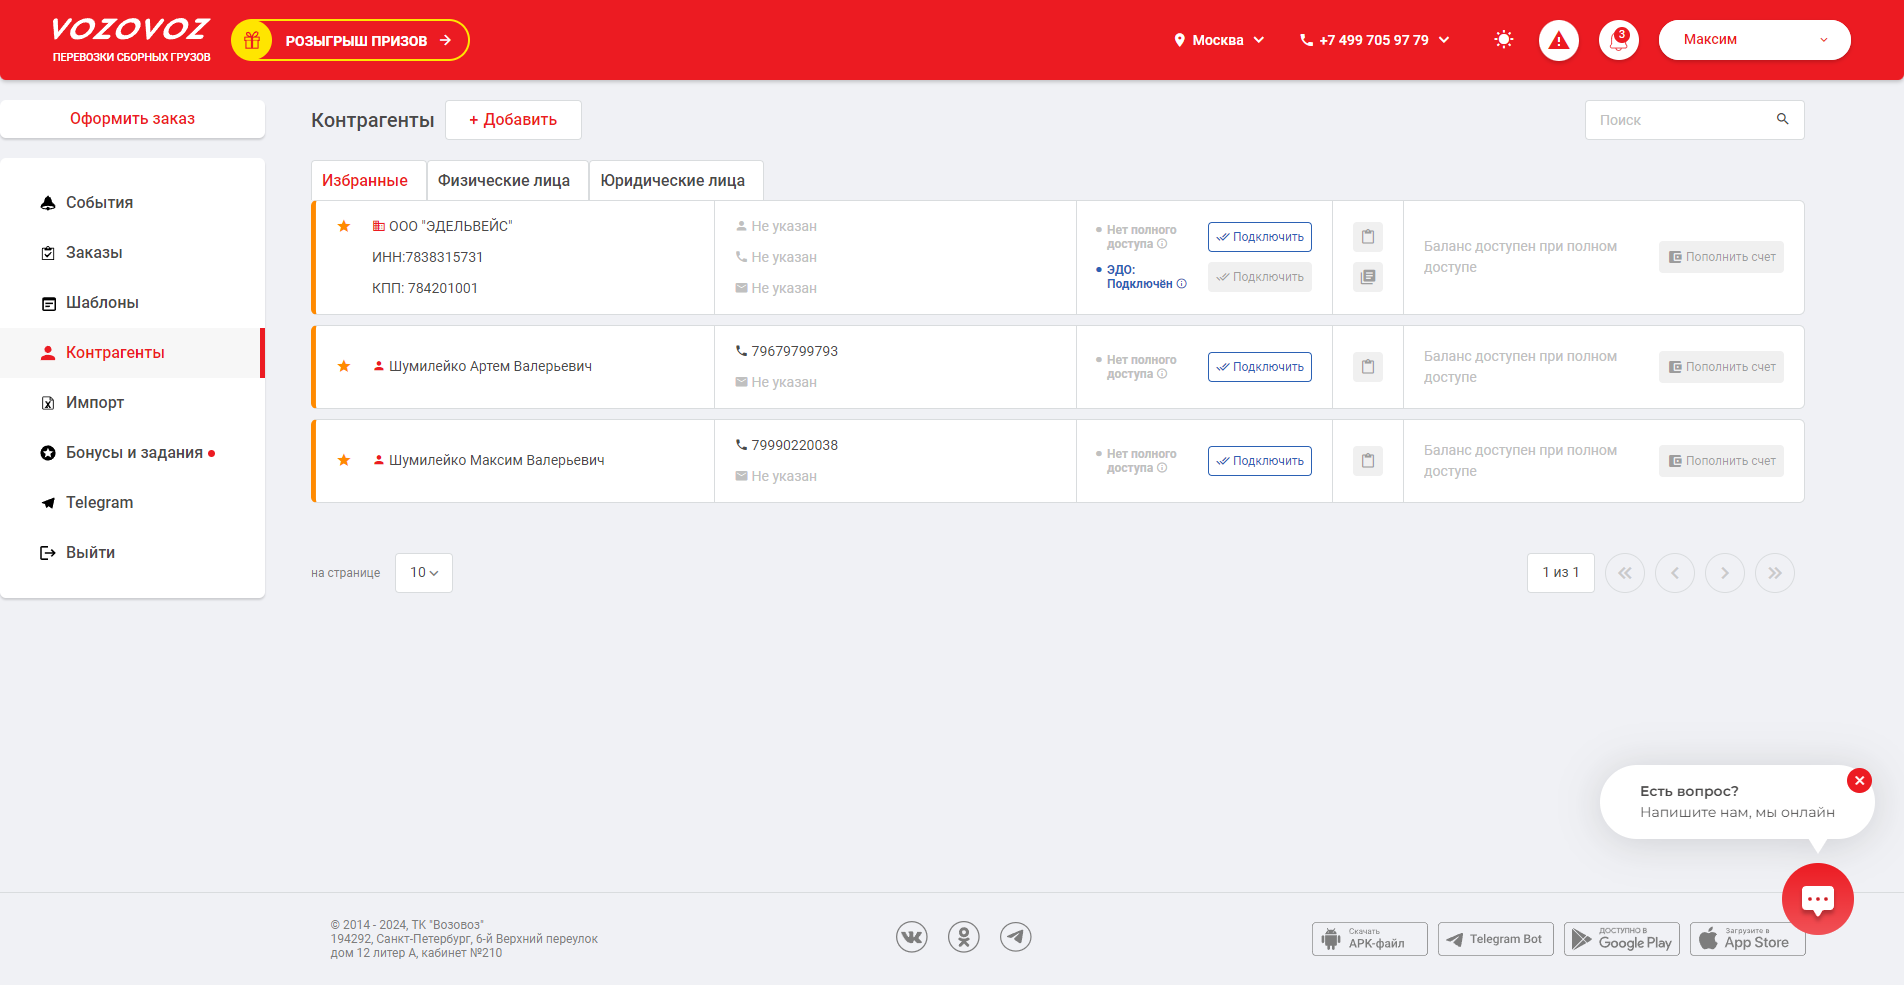 VOZOVOZ
ПЕРЕВОЗКИ СБОРНЫХ ГРУЗОВ
РОЗЫГРЫШ ПРИЗОВ
Москва
+7 499 705 97 79
3
Максим
Оформить заказ
События
Заказы
Шаблоны
Контрагенты
Импорт
Бонусы и задания
Telegram
Выйти
Контрагенты
+ Добавить
Поиск
Избранные
Физические лица
Юридические лица
ООО "ЭДЕЛЬВЕЙС"
ИНН:7838315731
КПП: 784201001
Не указан
Не указан
Не указан
Нет полного
доступа
Подключить
ЭДО:
Подключён
Подключить
Баланс доступен при полном
доступе
Пополнить счет
Шумилейко Артем Валерьевич
79679799793
Не указан
Нет полного
доступа
Подключить
Баланс доступен при полном
доступе
Пополнить счет
Шумилейко Максим Валерьевич
79990220038
Не указан
Нет полного
доступа
Подключить
Баланс доступен при полном
доступе
Пополнить счет
на странице
10
1 из 1
Есть вопрос?
Напишите нам, мы онлайн
© 2014 - 2024, ТК "Возовоз"
194292, Санкт-Петербург, 6-й Верхний переулок
дом 12 литер А, кабинет №210
Скачать
APK-файл
Telegram Bot
ДОСТУПНО В
Google Play
Загрузите в
App Store